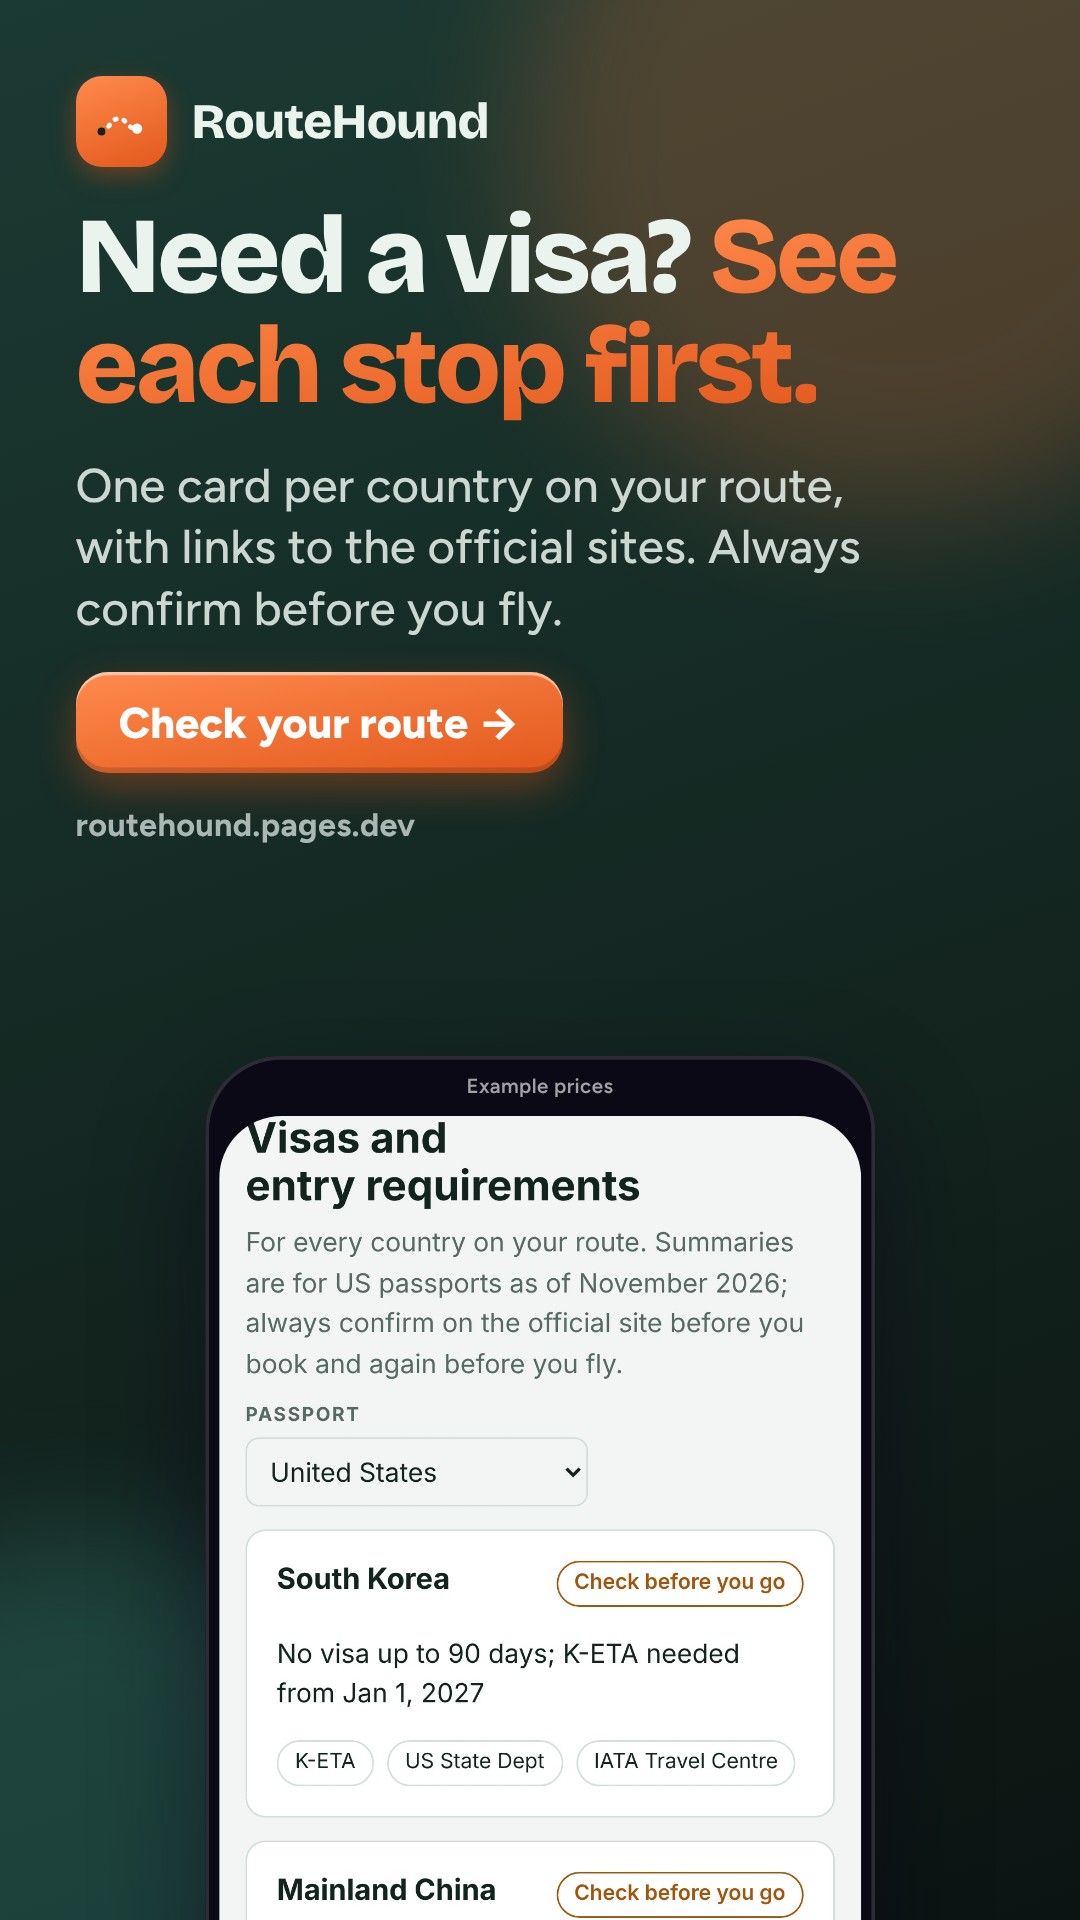 RouteHound
Need a visa? See
each stop first.
One card per country on your route,
with links to the official sites. Always
confirm before you fly.
Check your route →
routehound.pages.dev
Example prices
Visas and
entry requirements
For every country on your route. Summaries
are for US passports as of November 2026;
always confirm on the official site before you
book and again before you fly.
PASSPORT
United States
South Korea
Check before you go
No visa up to 90 days; K-ETA needed
from Jan 1, 2027
K-ETA
US State Dept
IATA Travel Centre
Mainland China
Check before you go